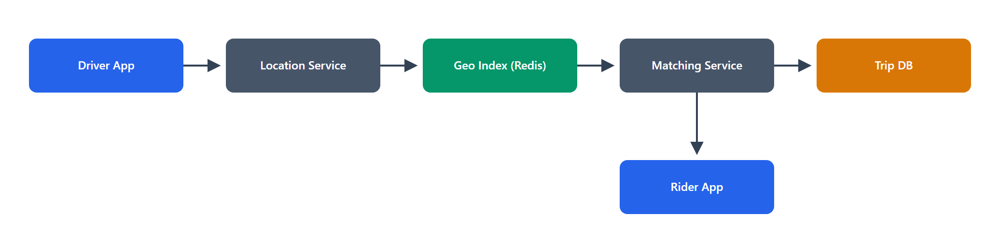 Driver App
Location Service
Geo Index (Redis)
Matching Service
Trip DB
Rider App